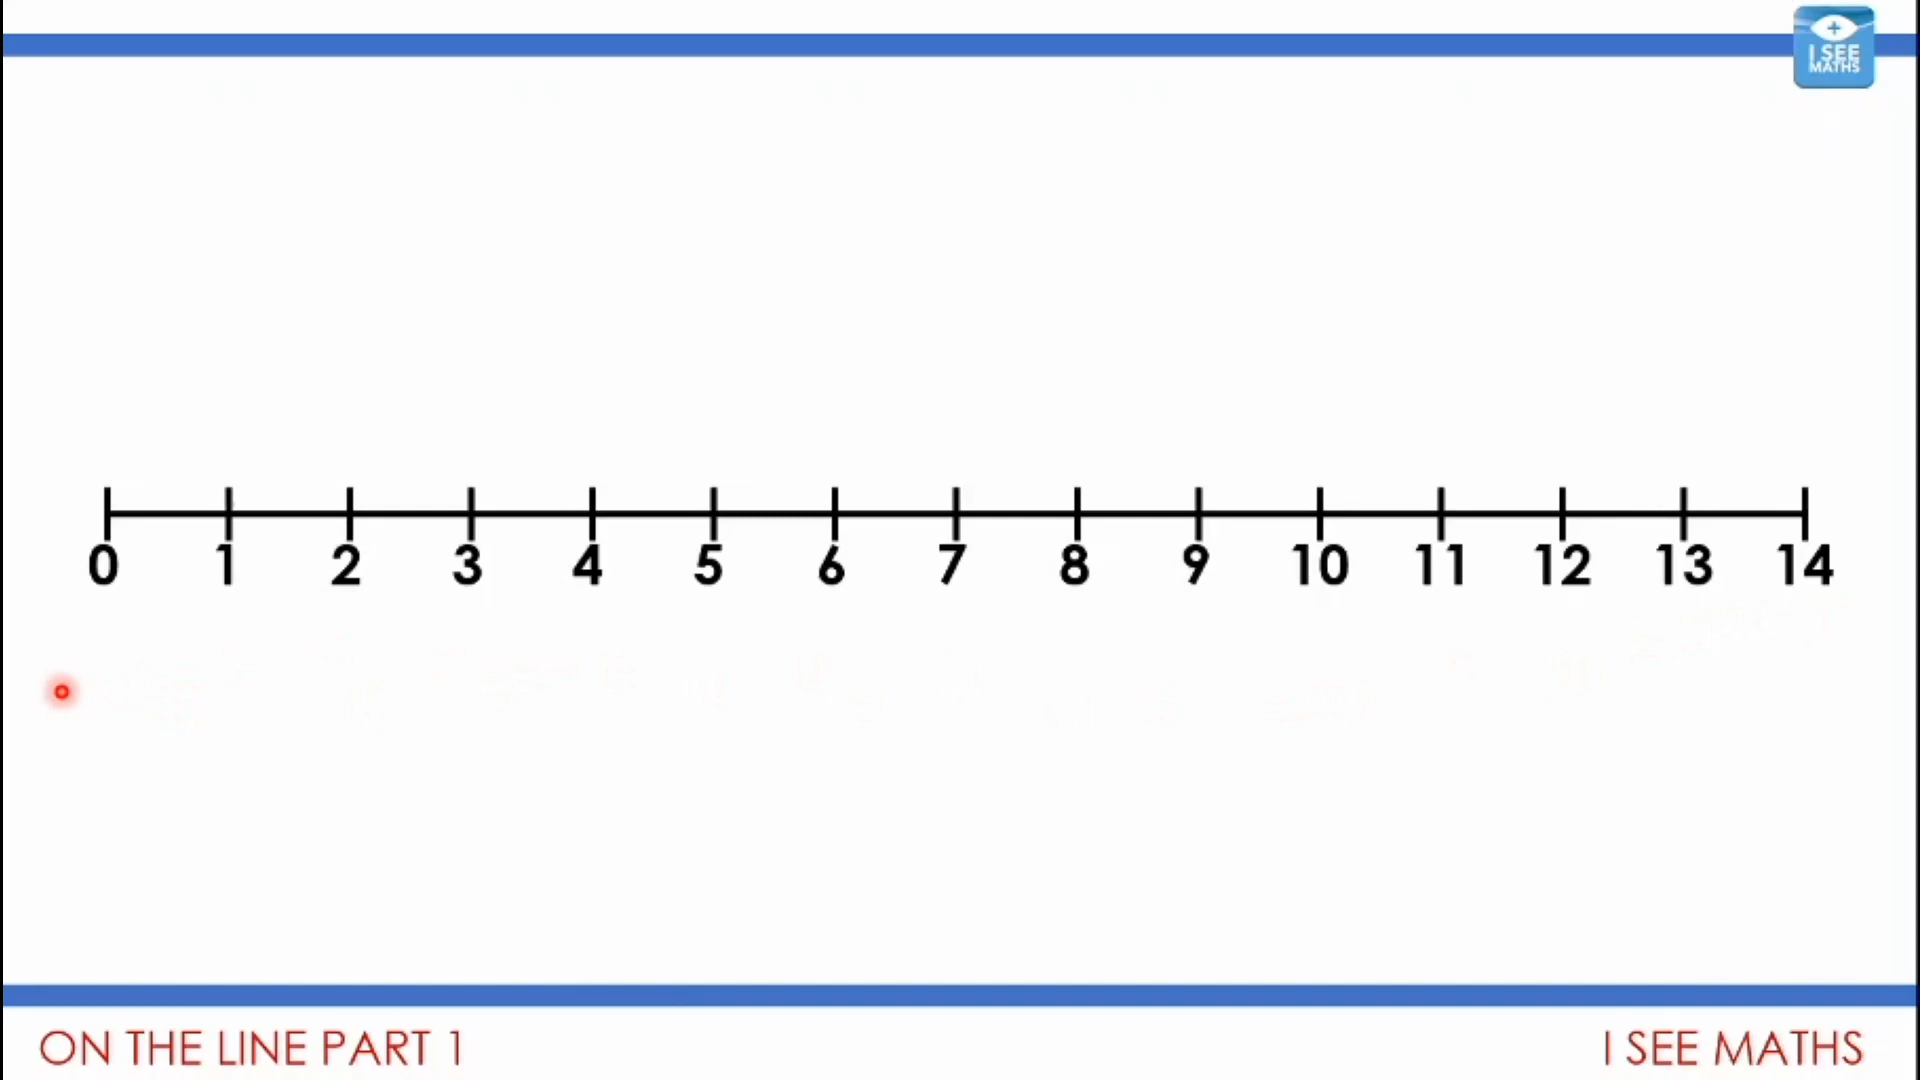 I SEE
MATHS
0 1 2 3 4 5 6 7 8 9 10 11 12 13 14
ON THE LINE PART 1 I SEE MATHS